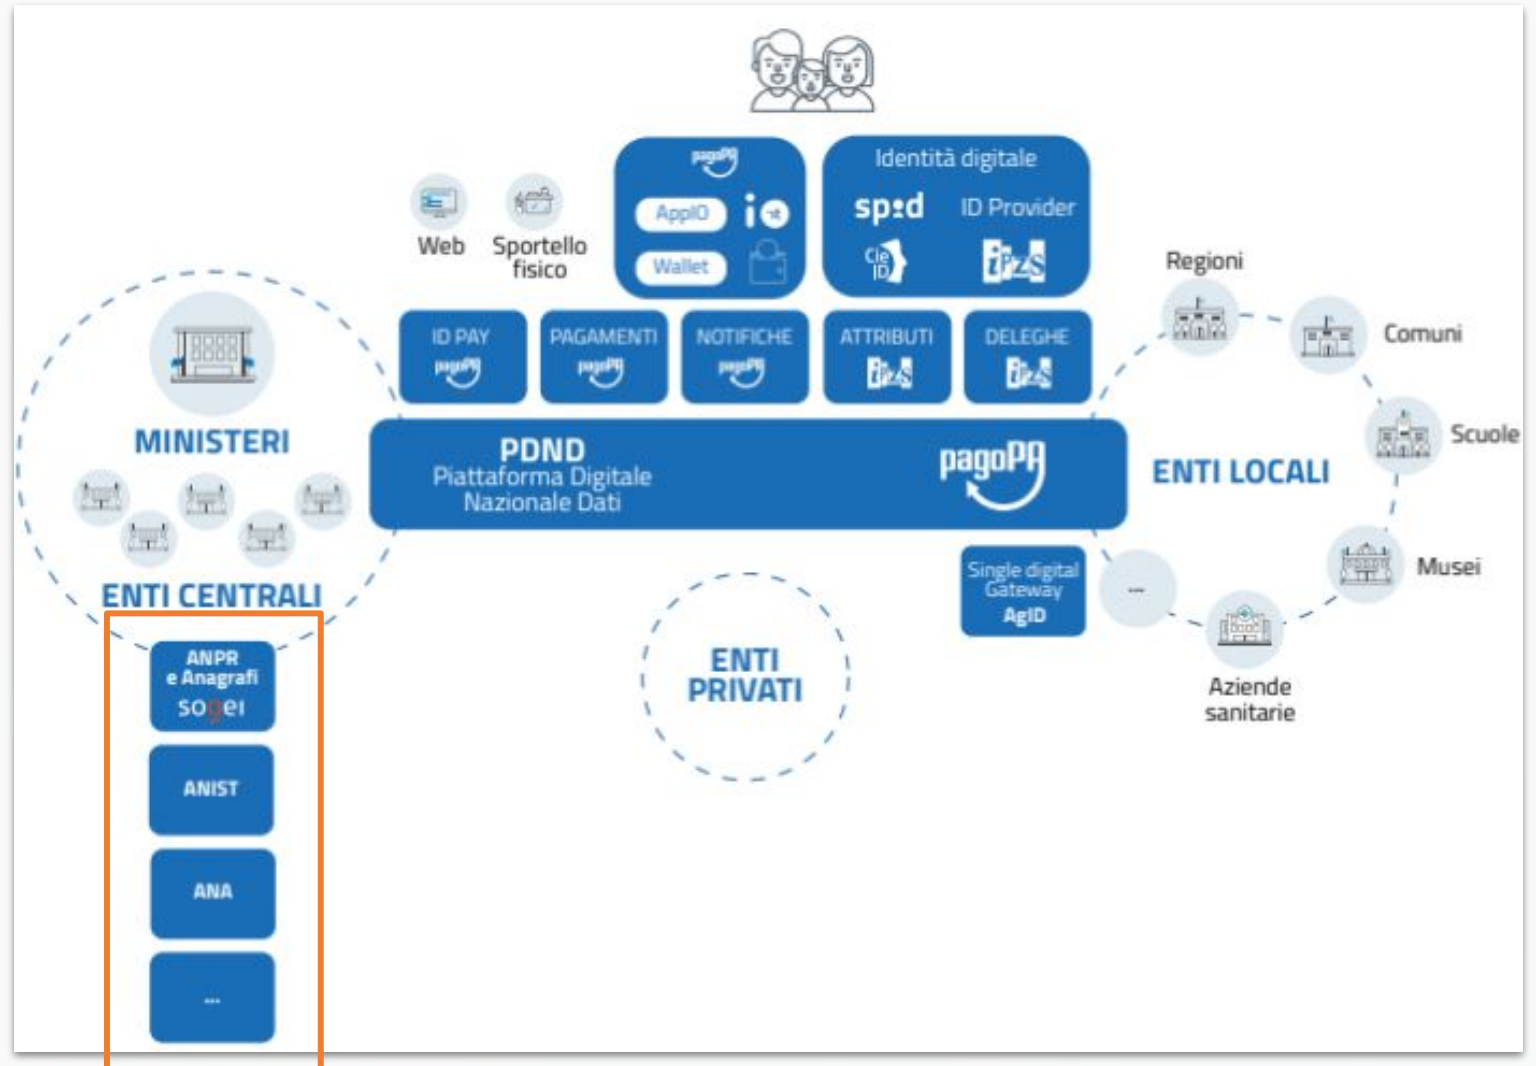 pagoPA
AppIO
io
Wallet
Identità digitale
spid
ID Provider
Cie
ID
iPZS
Web
Sportello
fisico
ID PAY
pagoPA
PAGAMENTI
pagoPA
NOTIFICHE
pagoPA
ATTRIBUTI
iPZS
DELEGHE
iPZS
MINISTERI
ENTI CENTRALI
PDND
Piattaforma Digitale
Nazionale Dati
pagoPA
Regioni
Comuni
Scuole
ENTI LOCALI
Musei
...
Aziende
sanitarie
Single digital
Gateway
AgID
ENTI
PRIVATI
ANPR
e Anagrafi
sogei
ANIST
ANA
...